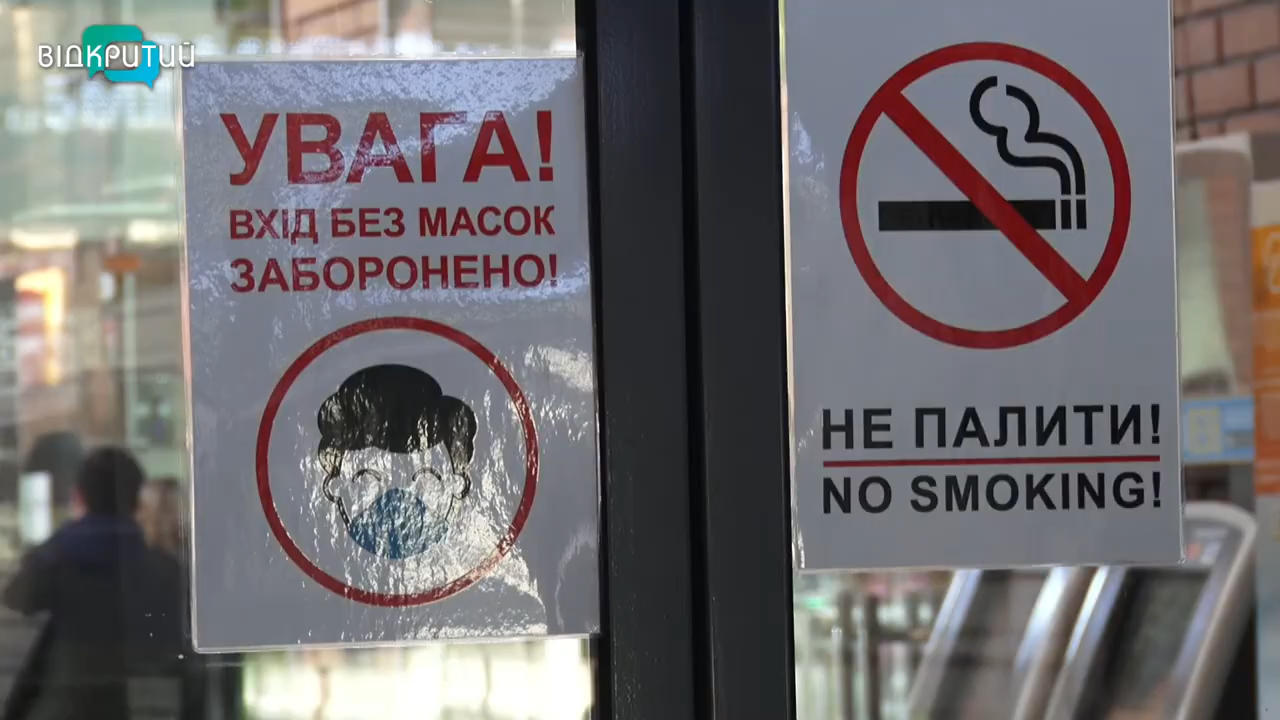 ВІДКРИТИЙ
УВАГА!
ВХІД БЕЗ МАСОК
ЗАБОРОНЕНО!
НЕ ПАЛИТИ!
NO SMOKING!